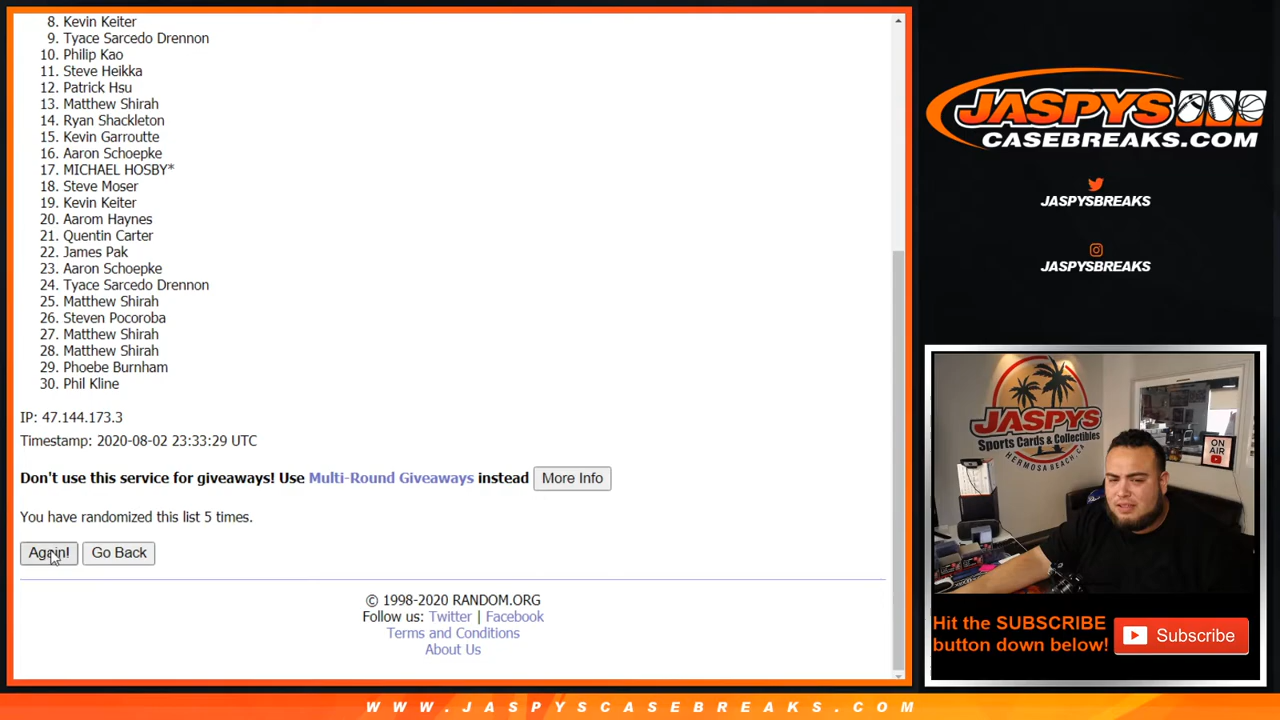 8. Kevin Keiter
9. Tyace Sarcedo Drennon
10. Philip Kao
11. Steve Heikka
12. Patrick Hsu
13. Matthew Shirah
14. Ryan Shackleton
15. Kevin Garroutte
16. Aaron Schoepke
17. MICHAEL HOSBY*
18. Steve Moser
19. Kevin Keiter
20. Aarom Haynes
21. Quentin Carter
22. James Pak
23. Aaron Schoepke
24. Tyace Sarcedo Drennon
25. Matthew Shirah
26. Steven Pocoroba
27. Matthew Shirah
28. Matthew Shirah
29. Phoebe Burnham
30. Phil Kline
IP: 47.144.173.3
Timestamp: 2020-08-02 23:33:29 UTC
Don't use this service for giveaways! Use Multi-Round Giveaways instead More Info
You have randomized this list 5 times.
Again! Go Back
© 1998-2020 RANDOM.ORG
Follow us: Twitter | Facebook
Terms and Conditions
About Us
JASPYS
CASEBREAKS.COM
JASPYSBREAKS
JASPYSBREAKS
JASPYS
Sports Cards & Collectibles
HERMOSA BEACH, CA
ON
AIR
Hit the SUBSCRIBE
button down below!
Subscribe
WWW.JASPYSCASEBREAKS.COM